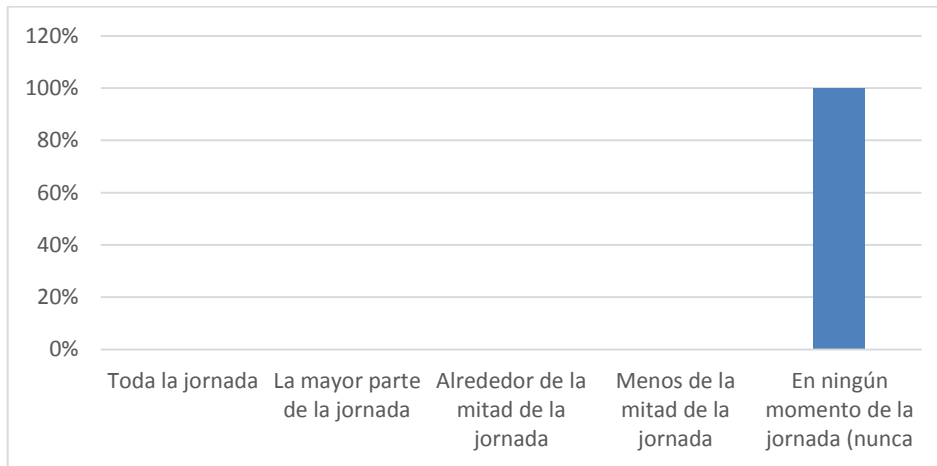 120%
100%
80%
60%
40%
20%
0%
Toda la jornada
La mayor parte
de la jornada
Alrededor de la
mitad de la
jornada
Menos de la
mitad de la
jornada
En ningún
momento de la
jornada (nunca